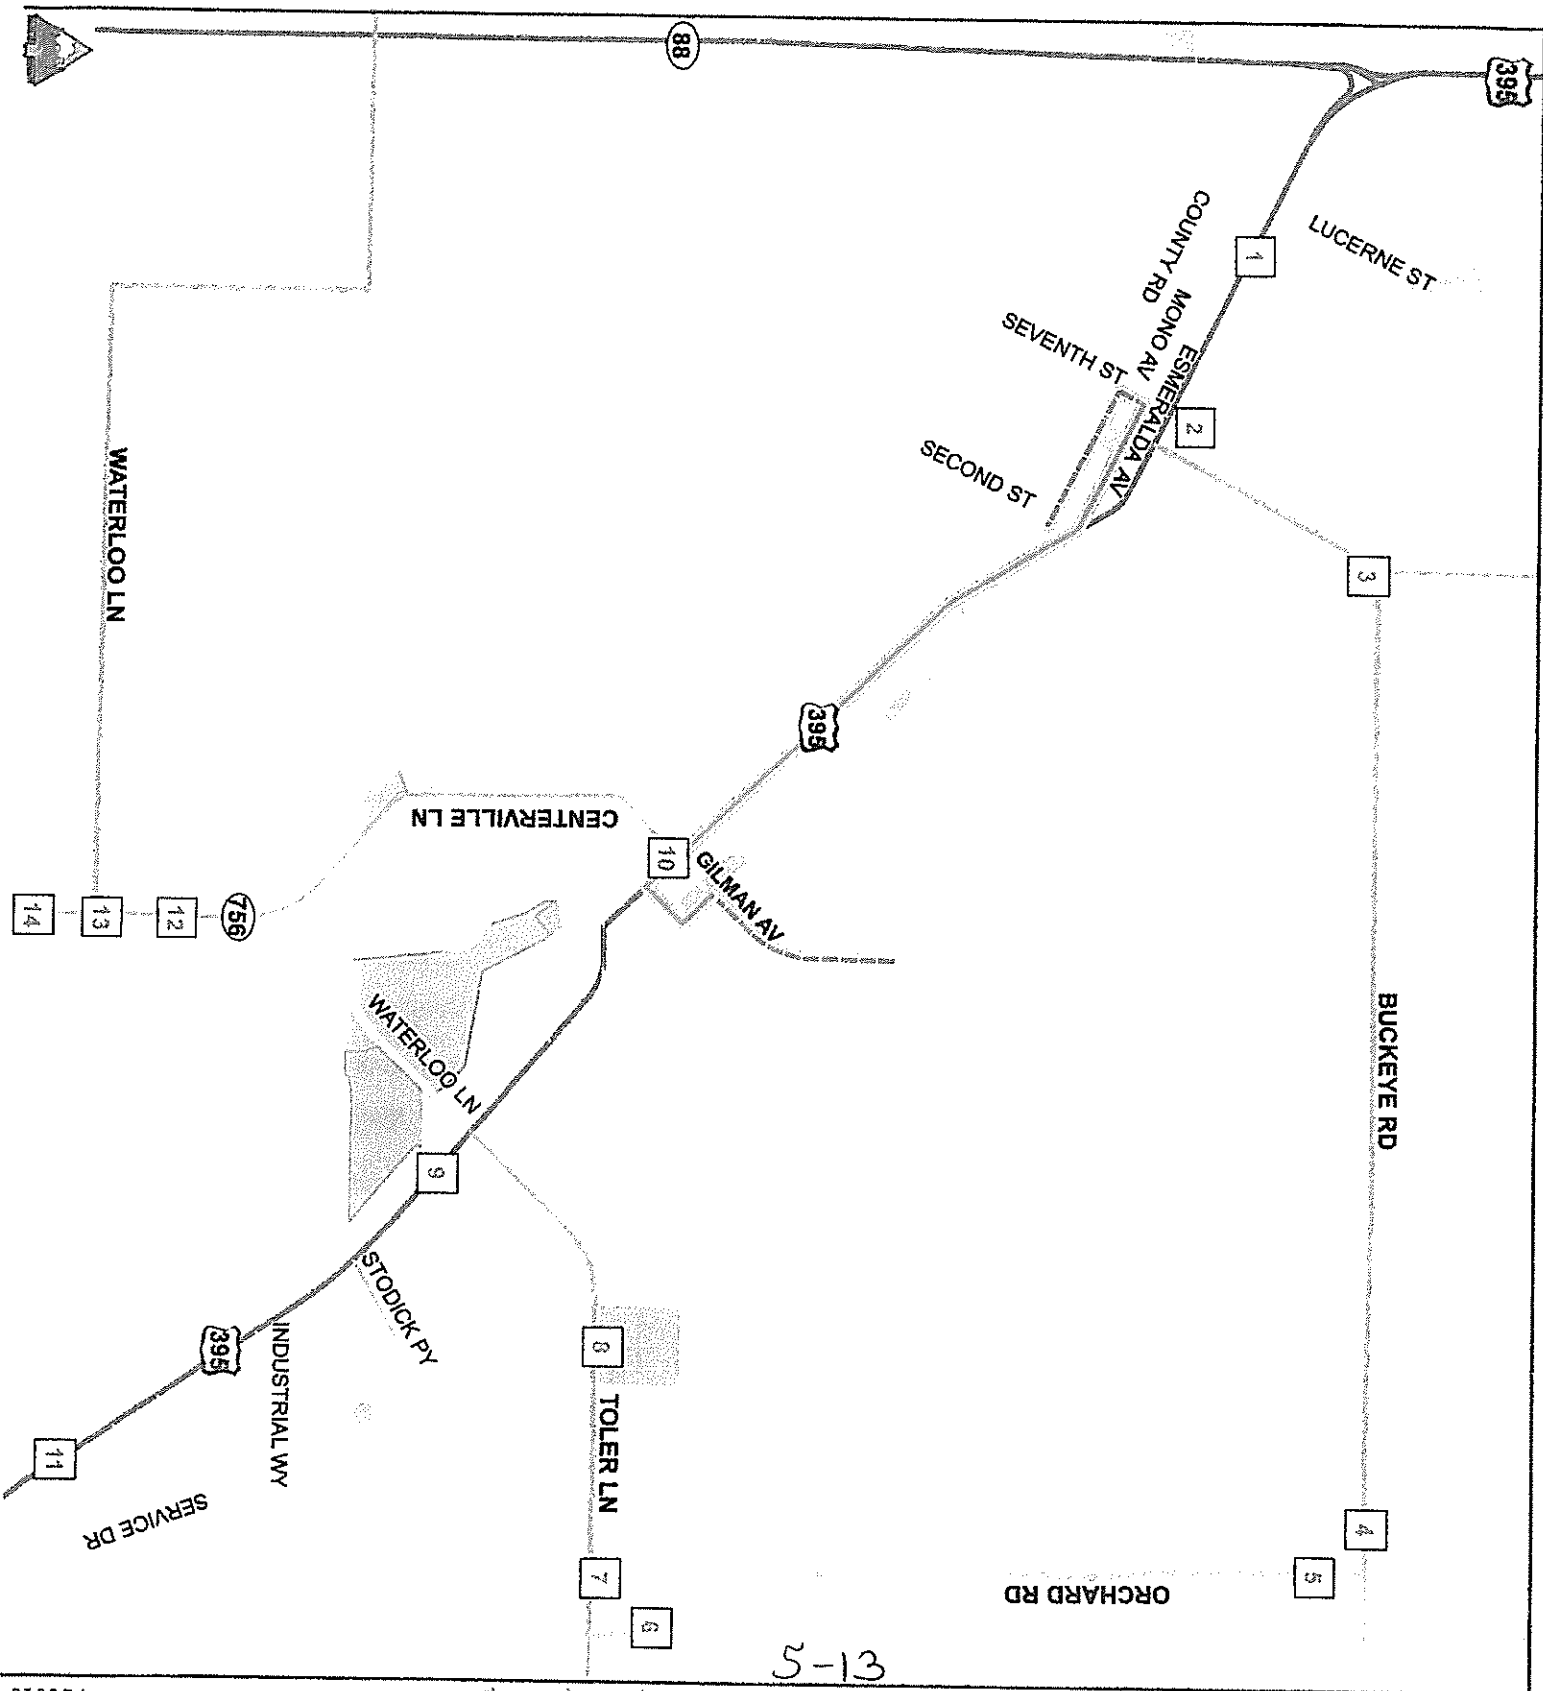 88
395
LUCERNE ST
1
COUNTY RD
MONO AV
ESMERALDA AV
SEVENTH ST
2
SECOND ST
3
WATERLOO LN
395
CENTERVILLE LN
10
GILMAN AV
14
13
12
756
WATERLOO LN
BUCKEYE RD
9
STODICK PY
8
TOLER LN
INDUSTRIAL WY
395
11
SERVICE DR
4
5
ORCHARD RD
7
6
5-13